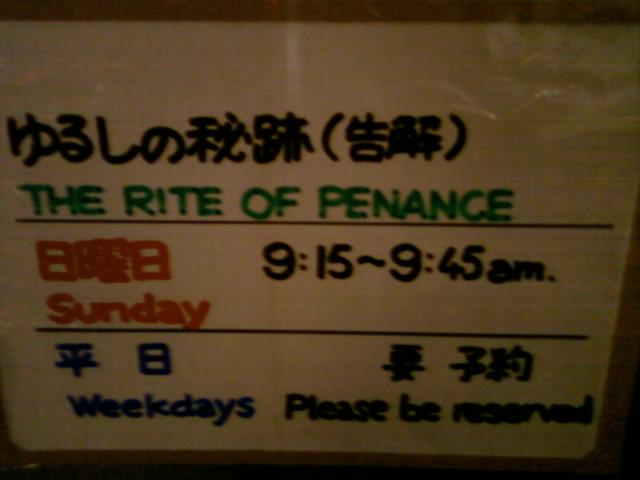 ゆるしの秘跡(告解)
THE RITE OF PENANCE
日曜日 9:15~9:45am.
Sunday
平日 要予約
Weekdays Please be reserved